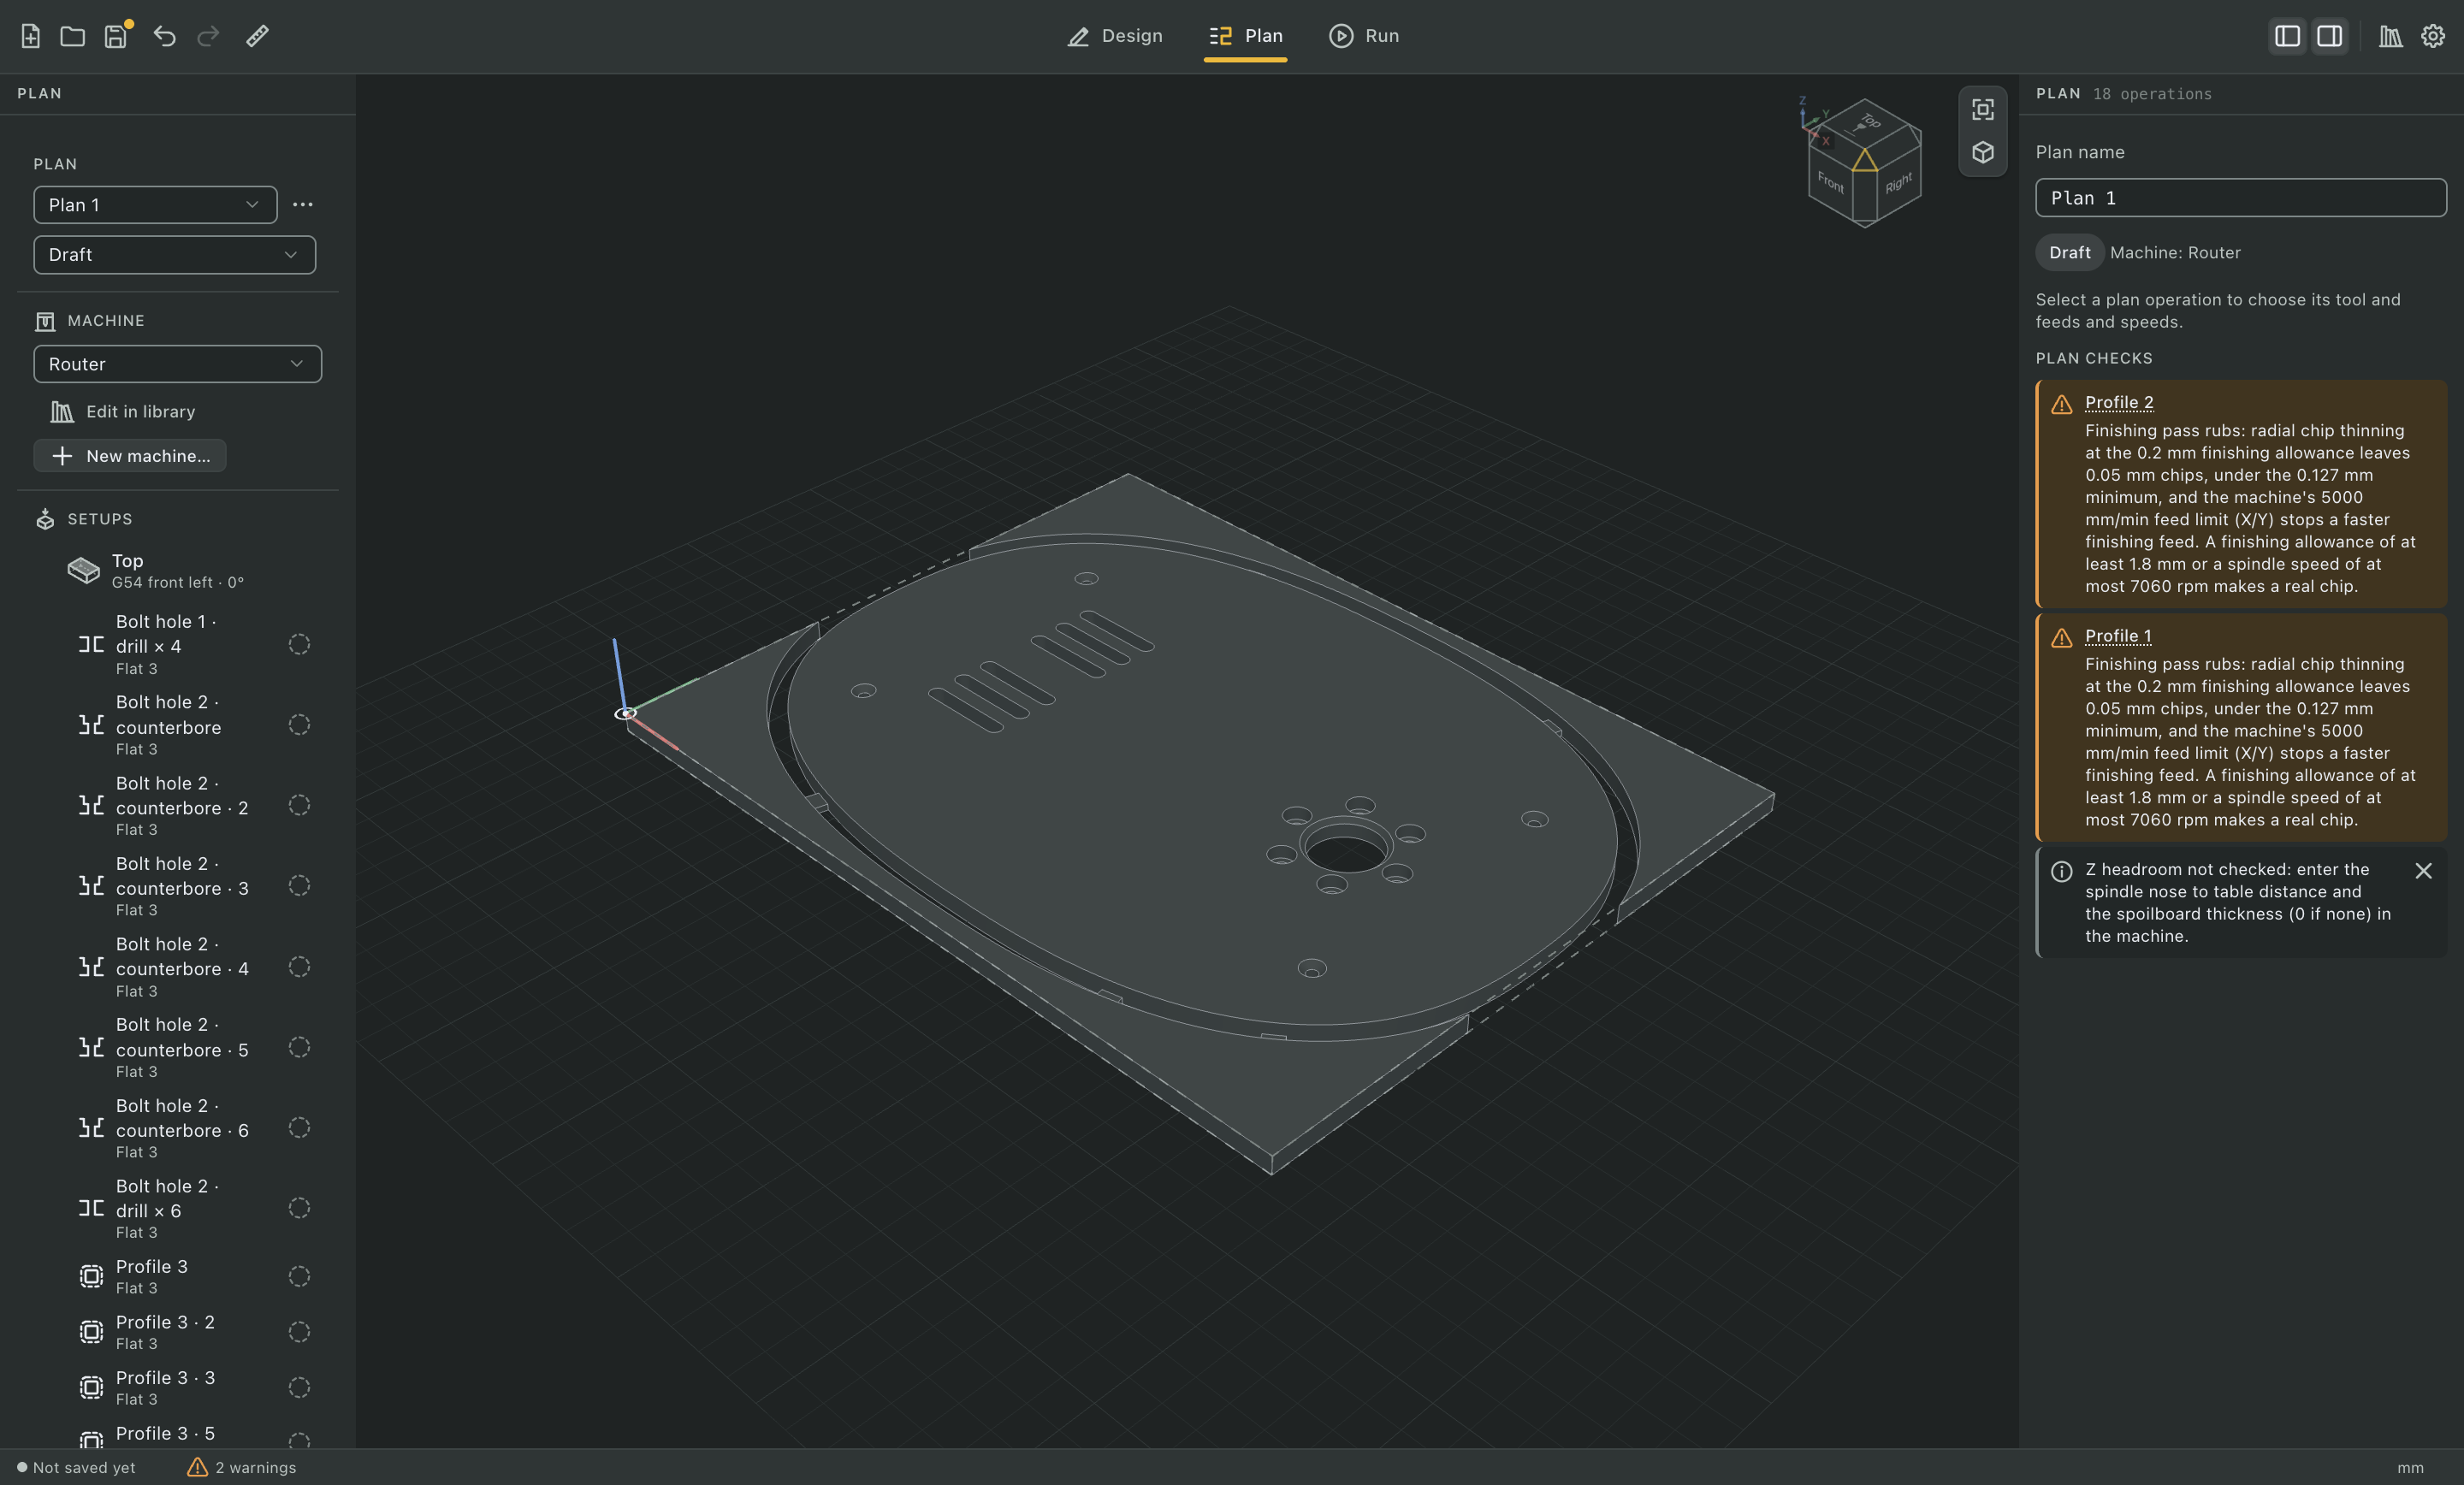 Design
Plan
Run
PLAN
PLAN
Plan 1
Draft
MACHINE
Router
Edit in library
New machine...
SETUPS
Top
G54 front left · 0°
Bolt hole 1 ·
drill × 4
Flat 3
Bolt hole 2 ·
counterbore
Flat 3
Bolt hole 2 ·
counterbore · 2
Flat 3
Bolt hole 2 ·
counterbore · 3
Flat 3
Bolt hole 2 ·
counterbore · 4
Flat 3
Bolt hole 2 ·
counterbore · 5
Flat 3
Bolt hole 2 ·
counterbore · 6
Flat 3
Bolt hole 2 ·
drill × 6
Flat 3
Profile 3
Flat 3
Profile 3 · 2
Flat 3
Profile 3 · 3
Flat 3
Profile 3 · 5
Z
Y
X
Top
Front
Right
PLAN 18 operations
Plan name
Plan 1
Draft Machine: Router
Select a plan operation to choose its tool and
feeds and speeds.
PLAN CHECKS
Profile 2
Finishing pass rubs: radial chip thinning
at the 0.2 mm finishing allowance leaves
0.05 mm chips, under the 0.127 mm
minimum, and the machine's 5000
mm/min feed limit (X/Y) stops a faster
finishing feed. A finishing allowance of at
least 1.8 mm or a spindle speed of at
most 7060 rpm makes a real chip.
Profile 1
Finishing pass rubs: radial chip thinning
at the 0.2 mm finishing allowance leaves
0.05 mm chips, under the 0.127 mm
minimum, and the machine's 5000
mm/min feed limit (X/Y) stops a faster
finishing feed. A finishing allowance of at
least 1.8 mm or a spindle speed of at
most 7060 rpm makes a real chip.
Z headroom not checked: enter the
spindle nose to table distance and
the spoilboard thickness (0 if none) in
the machine.
Not saved yet
2 warnings
mm